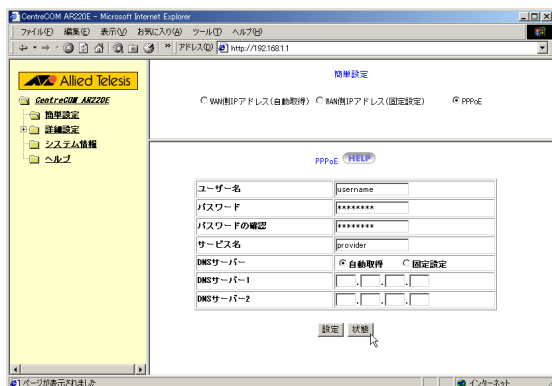 CentreCOM AR220E - Microsoft Internet Explorer
ファイル(F) 編集(E) 表示(V) お気に入り(A) ツール(T) ヘルプ(H)
アドレス(D) http://192.168.1.1
Allied Telesis
CentreCOM AR220E
簡単設定
詳細設定
システム情報
ヘルプ
簡単設定
WAN側IPアドレス(自動取得) WAN側IPアドレス(固定設定) PPPoE
PPPoE HELP
ユーザー名 username
パスワード ********
パスワードの確認 ********
サービス名 provider
DNSサーバー 自動取得 固定設定
DNSサーバー1 . . .
DNSサーバー2 . . .
設定 状態
ページが表示されました インターネット